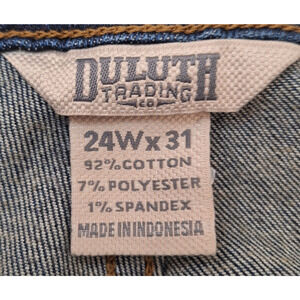 DULUTH
TRADING
CO
24W x 31
92% COTTON
7% POLYESTER
1% SPANDEX
MADE IN INDONESIA